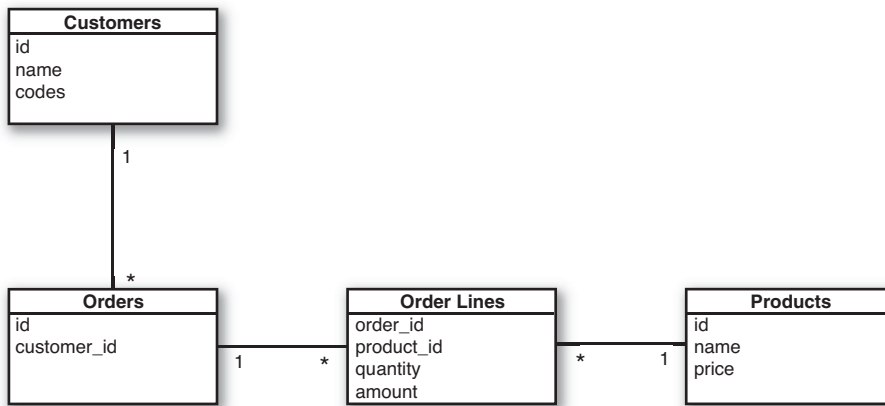 Customers
id
name
codes
1
*
Orders
id
customer_id
1
*
Order Lines
order_id
product_id
quantity
amount
*
1
Products
id
name
price